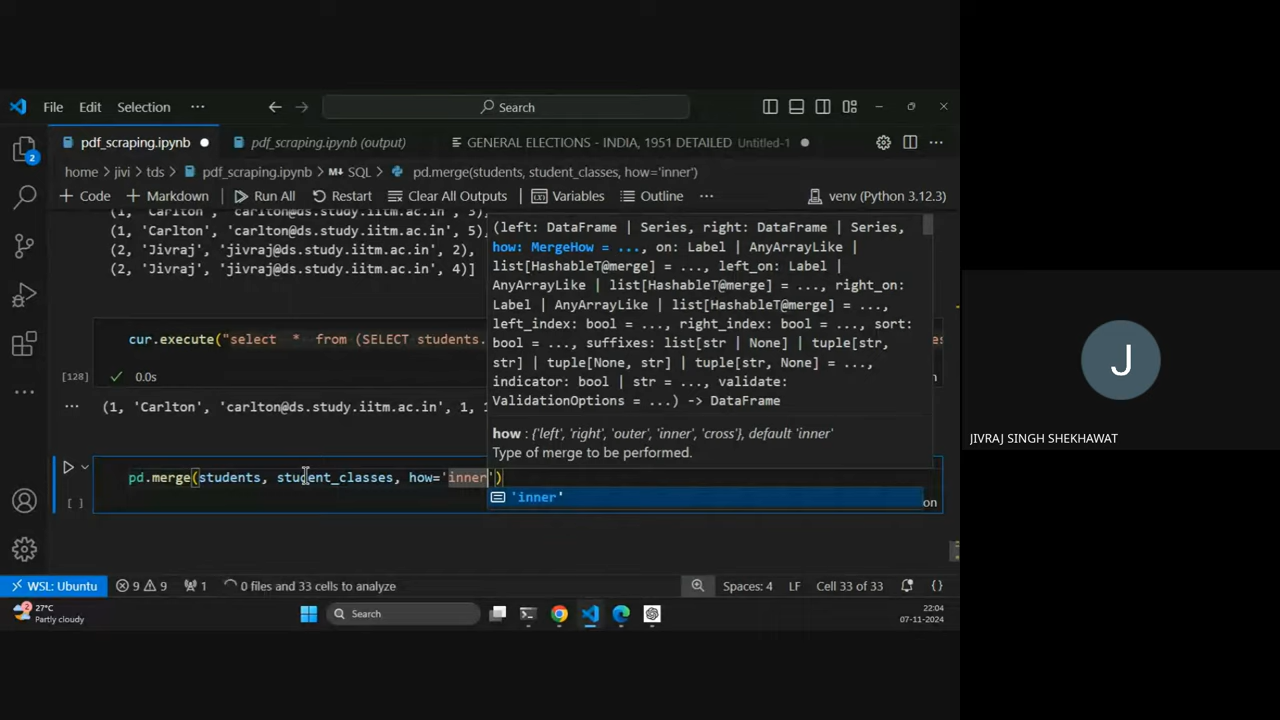 File Edit Selection ··· Search
pdf_scraping.ipynb pdf_scraping.ipynb (output) GENERAL ELECTIONS - INDIA, 1951 DETAILED Untitled-1
home > jivi > tds > pdf_scraping.ipynb > SQL > pd.merge(students, student_classes, how='inner')
+ Code + Markdown Run All Restart Clear All Outputs Variables Outline ··· venv (Python 3.12.3)
(1, 'Carlton', 'carlton@ds.study.iitm.ac.in', 3),
(1, 'Carlton', 'carlton@ds.study.iitm.ac.in', 5),
(2, 'Jivraj', 'jivraj@ds.study.iitm.ac.in', 2),
(2, 'Jivraj', 'jivraj@ds.study.iitm.ac.in', 4)]
(left: DataFrame | Series, right: DataFrame | Series,
how: MergeHow = ..., on: Label | AnyArrayLike |
list[HashableT@merge] = ..., left_on: Label |
AnyArrayLike | list[HashableT@merge] = ..., right_on:
Label | AnyArrayLike | list[HashableT@merge] = ...,
left_index: bool = ..., right_index: bool = ..., sort:
bool = ..., suffixes: list[str | None] | tuple[str,
str] | tuple[None, str] | tuple[str, None] = ...,
indicator: bool | str = ..., validate:
ValidationOptions = ...) -> DataFrame
how : {'left', 'right', 'outer', 'inner', 'cross'}, default 'inner'
Type of merge to be performed.
cur.execute("select * from (SELECT students.
[128] 0.0s
··· (1, 'Carlton', 'carlton@ds.study.iitm.ac.in', 1,
pd.merge(students, student_classes, how='inner')
'inner'
[ ]
WSL: Ubuntu 9 9 1 0 files and 33 cells to analyze Spaces: 4 LF Cell 33 of 33 {}
2 27°C
Partly cloudy
Search
22:04
07-11-2024
J
JIVRAJ SINGH SHEKHAWAT